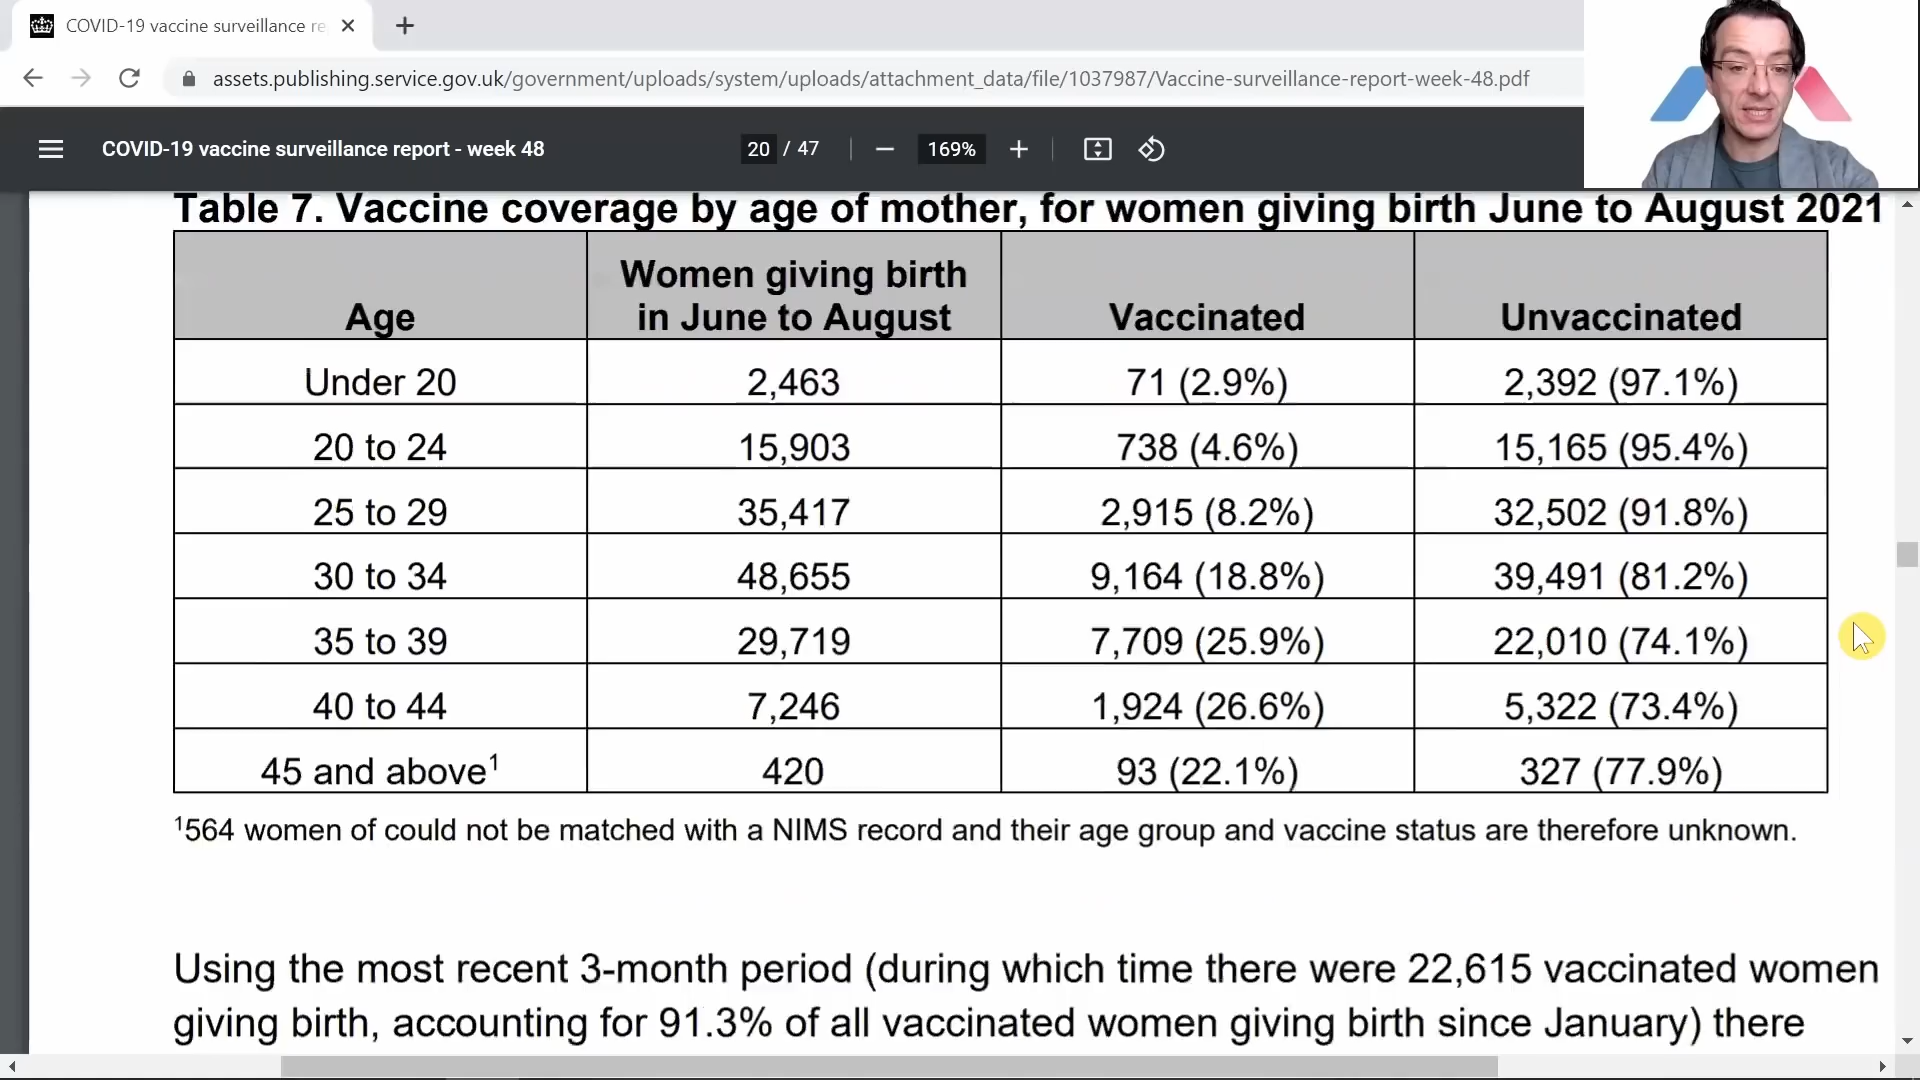 COVID-19 vaccine surveillance re
assets.publishing.service.gov.uk/government/uploads/system/uploads/attachment_data/file/1037987/Vaccine-surveillance-report-week-48.pdf
COVID-19 vaccine surveillance report - week 48 20 / 47 169%
Table 7. Vaccine coverage by age of mother, for women giving birth June to August 2021
Age Women giving birth in June to August Vaccinated Unvaccinated
Under 20 2,463 71 (2.9%) 2,392 (97.1%)
20 to 24 15,903 738 (4.6%) 15,165 (95.4%)
25 to 29 35,417 2,915 (8.2%) 32,502 (91.8%)
30 to 34 48,655 9,164 (18.8%) 39,491 (81.2%)
35 to 39 29,719 7,709 (25.9%) 22,010 (74.1%)
40 to 44 7,246 1,924 (26.6%) 5,322 (73.4%)
45 and above¹ 420 93 (22.1%) 327 (77.9%)
¹564 women of could not be matched with a NIMS record and their age group and vaccine status are therefore unknown.
Using the most recent 3-month period (during which time there were 22,615 vaccinated women
giving birth, accounting for 91.3% of all vaccinated women giving birth since January) there